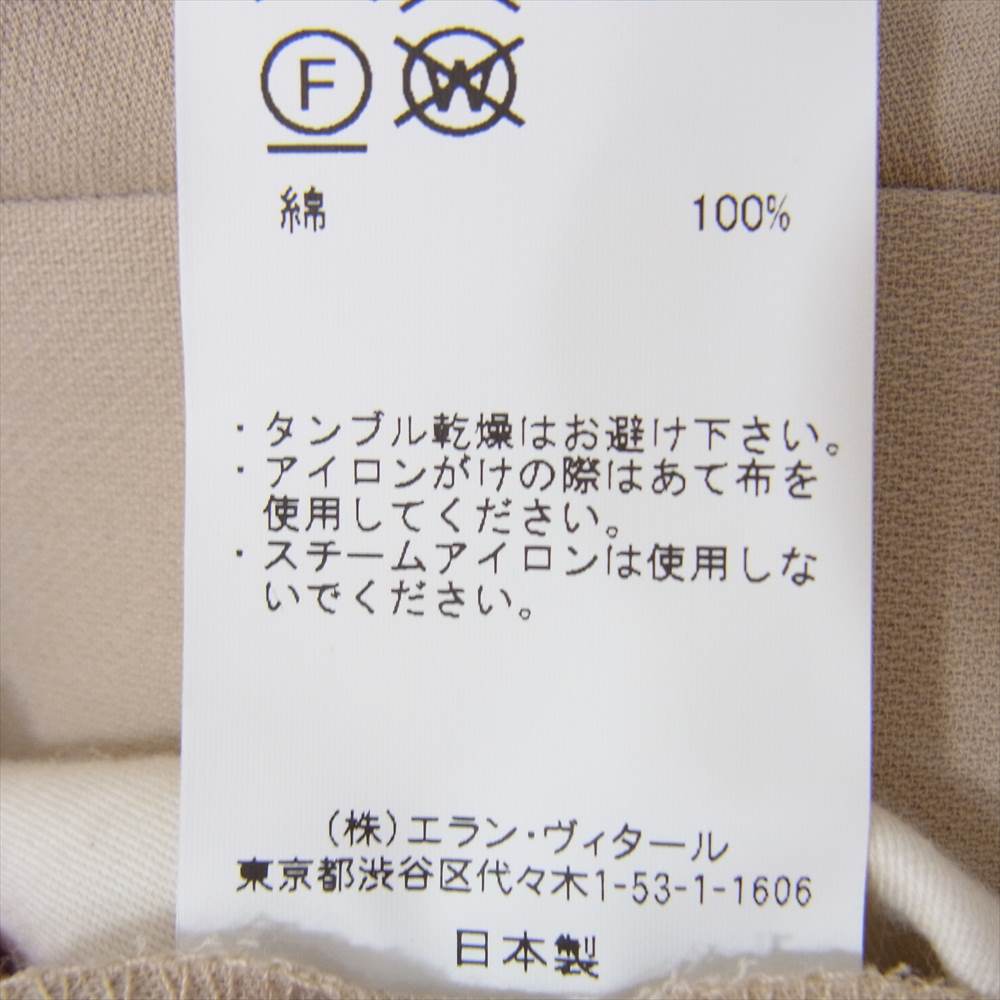 F W
綿 100%
・タンブル乾燥はお避け下さい。
・アイロンがけの際はあて布を
使用してください。
・スチームアイロンは使用しな
いでください。
(株)エラン・ヴィタール
東京都渋谷区代々木1-53-1-1606
日本製